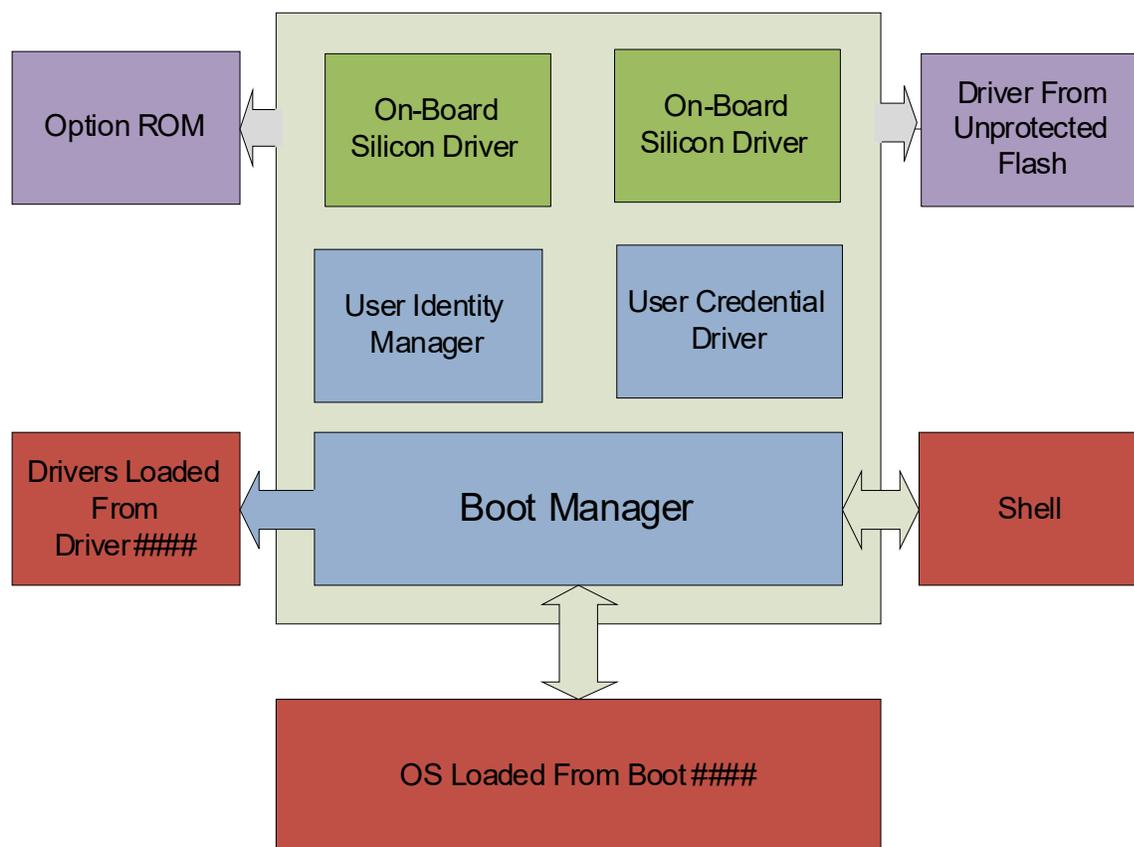 Option ROM
On-Board
Silicon Driver
On-Board
Silicon Driver
Driver From
Unprotected
Flash
User Identity
Manager
User Credential
Driver
Drivers Loaded
From
Driver####
Boot Manager
Shell
OS Loaded From Boot ####